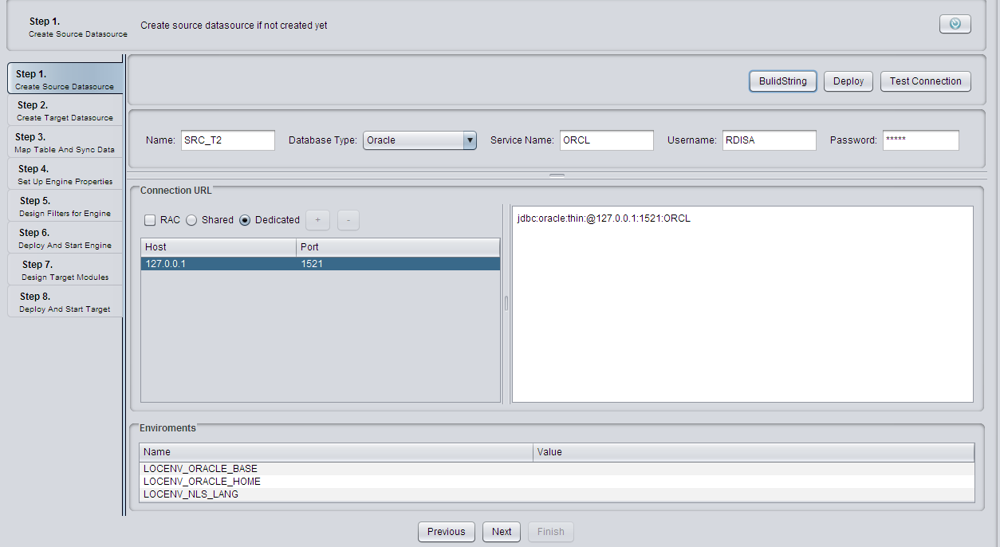 Step 1.
Create Source Datasource
Create source datasource if not created yet
Step 1.
Create Source Datasource
Step 2.
Create Target Datasource
Step 3.
Map Table And Sync Data
Step 4.
Set Up Engine Properties
Step 5.
Design Filters for Engine
Step 6.
Deploy And Start Engine
Step 7.
Design Target Modules
Step 8.
Deploy And Start Target
BulidString Deploy Test Connection
Name: SRC_T2 Database Type: Oracle Service Name: ORCL Username: RDISA Password: *****
Connection URL
RAC Shared Dedicated + -
Host Port
127.0.0.1 1521
jdbc:oracle:thin:@127.0.0.1:1521:ORCL
Enviroments
Name Value
LOCENV_ORACLE_BASE
LOCENV_ORACLE_HOME
LOCENV_NLS_LANG
Previous Next Finish